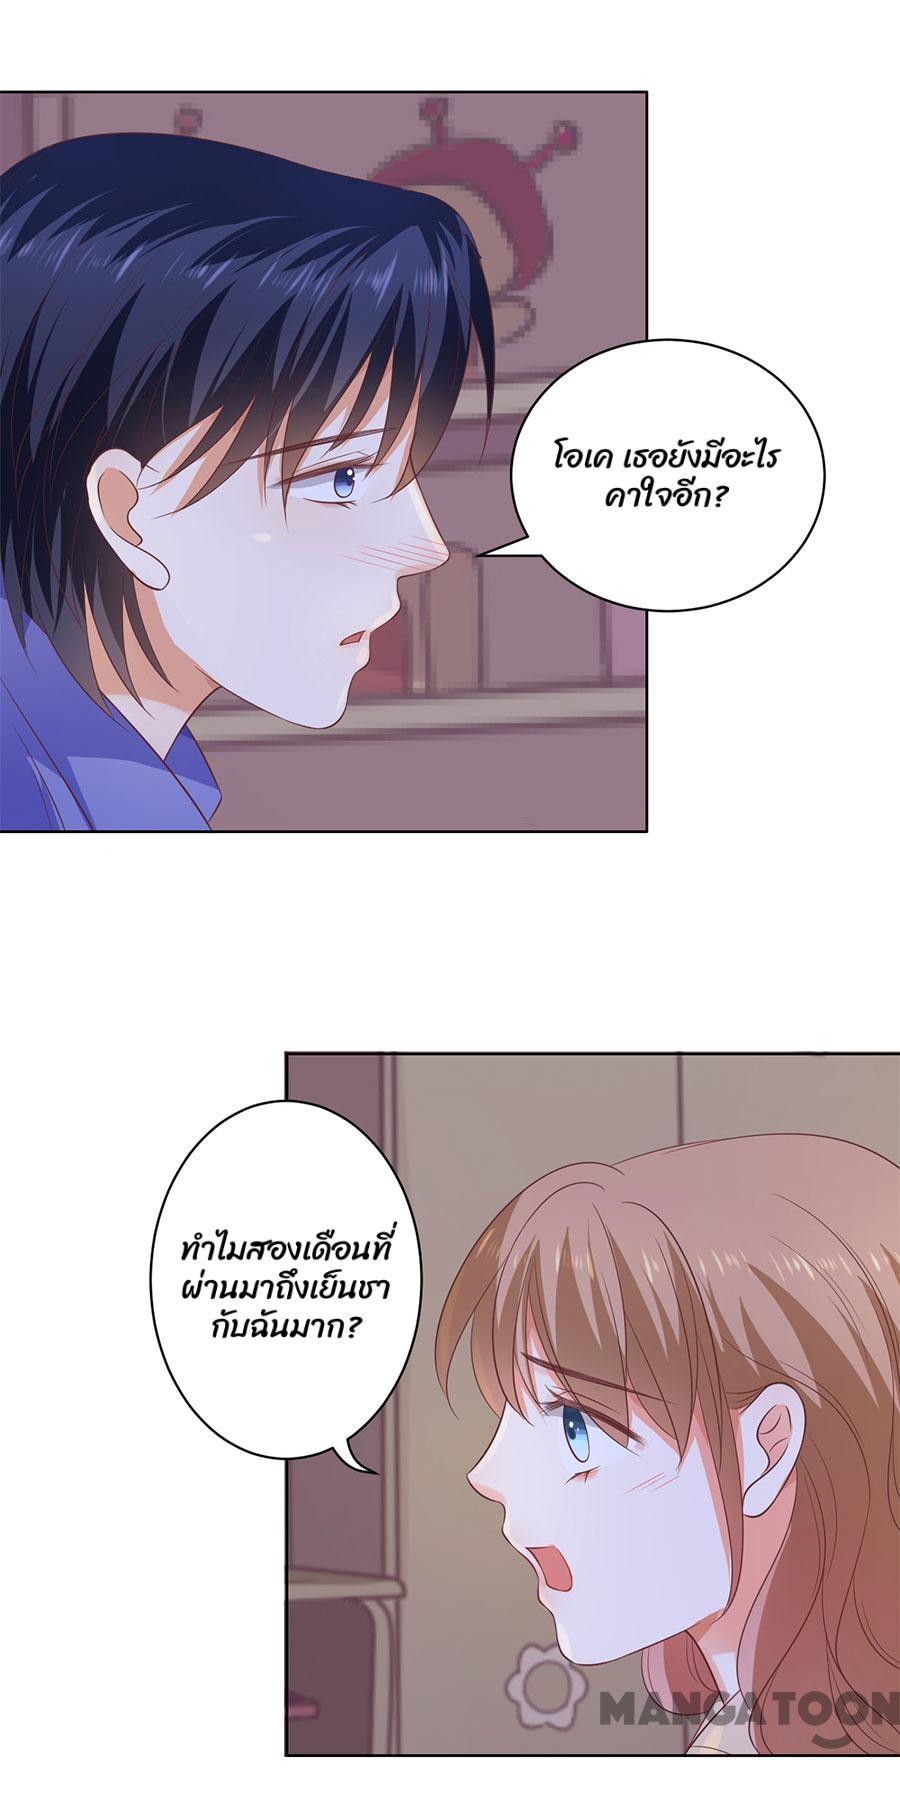 โอเค เธอยังมีอะไร
คาใจอีก?
ทำไมสองเดือนที่
ผ่านมาถึงเย็นชา
กับฉันมาก?
MANGATOON